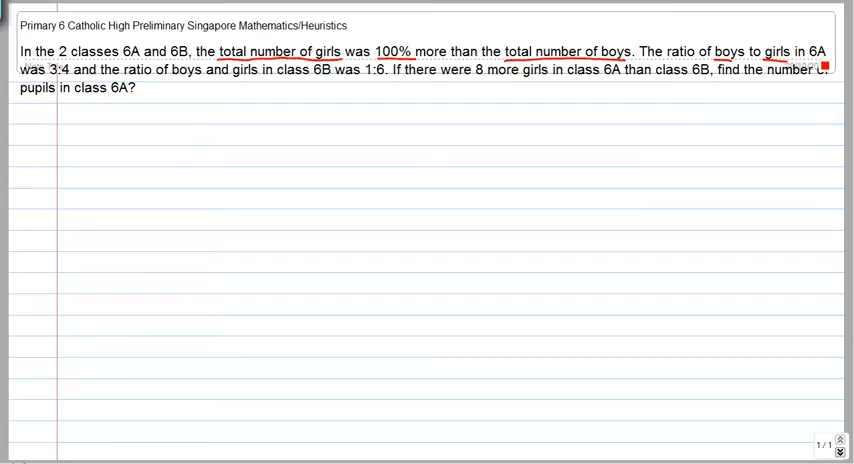 Primary 6 Catholic High Preliminary Singapore Mathematics/Heuristics
In the 2 classes 6A and 6B, the total number of girls was 100% more than the total number of boys. The ratio of boys to girls in 6A
was 3:4 and the ratio of boys and girls in class 6B was 1:6. If there were 8 more girls in class 6A than class 6B, find the number
pupils in class 6A?
1 / 1